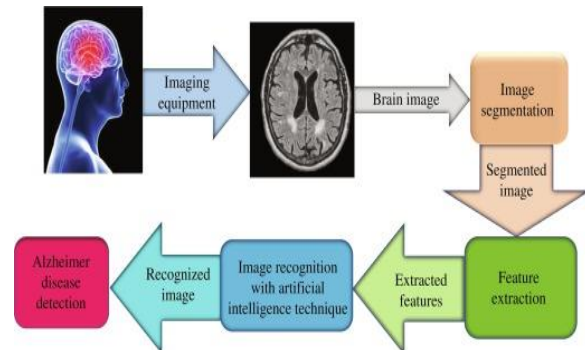 Imaging
equipment
Brain image
Image
segmentation
Segmented
image
Feature
extraction
Extracted
features
Image recognition
with artificial
intelligence technique
Recognized
image
Alzheimer
disease
detection